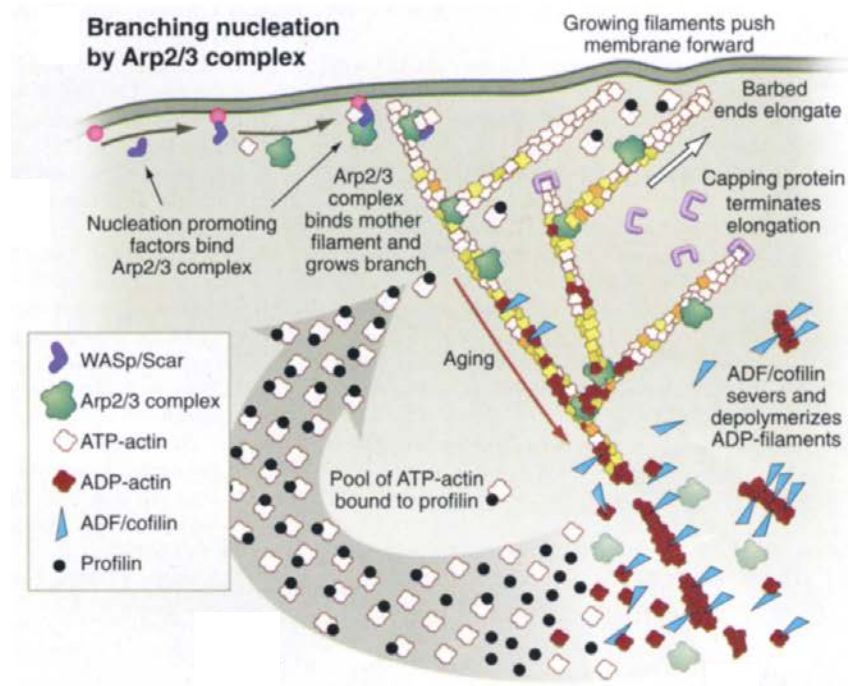 Branching nucleation
by Arp2/3 complex
Growing filaments push
membrane forward
Barbed
ends elongate
Arp2/3
complex
binds mother
filament and
grows branch
Capping protein
terminates
elongation
Nucleation promoting
factors bind
Arp2/3 complex
WASp/Scar
Arp2/3 complex
ATP-actin
ADP-actin
ADF/cofilin
Profilin
Aging
ADF/cofilin
severs and
depolymerizes
ADP-filaments
Pool of ATP-actin
bound to profilin